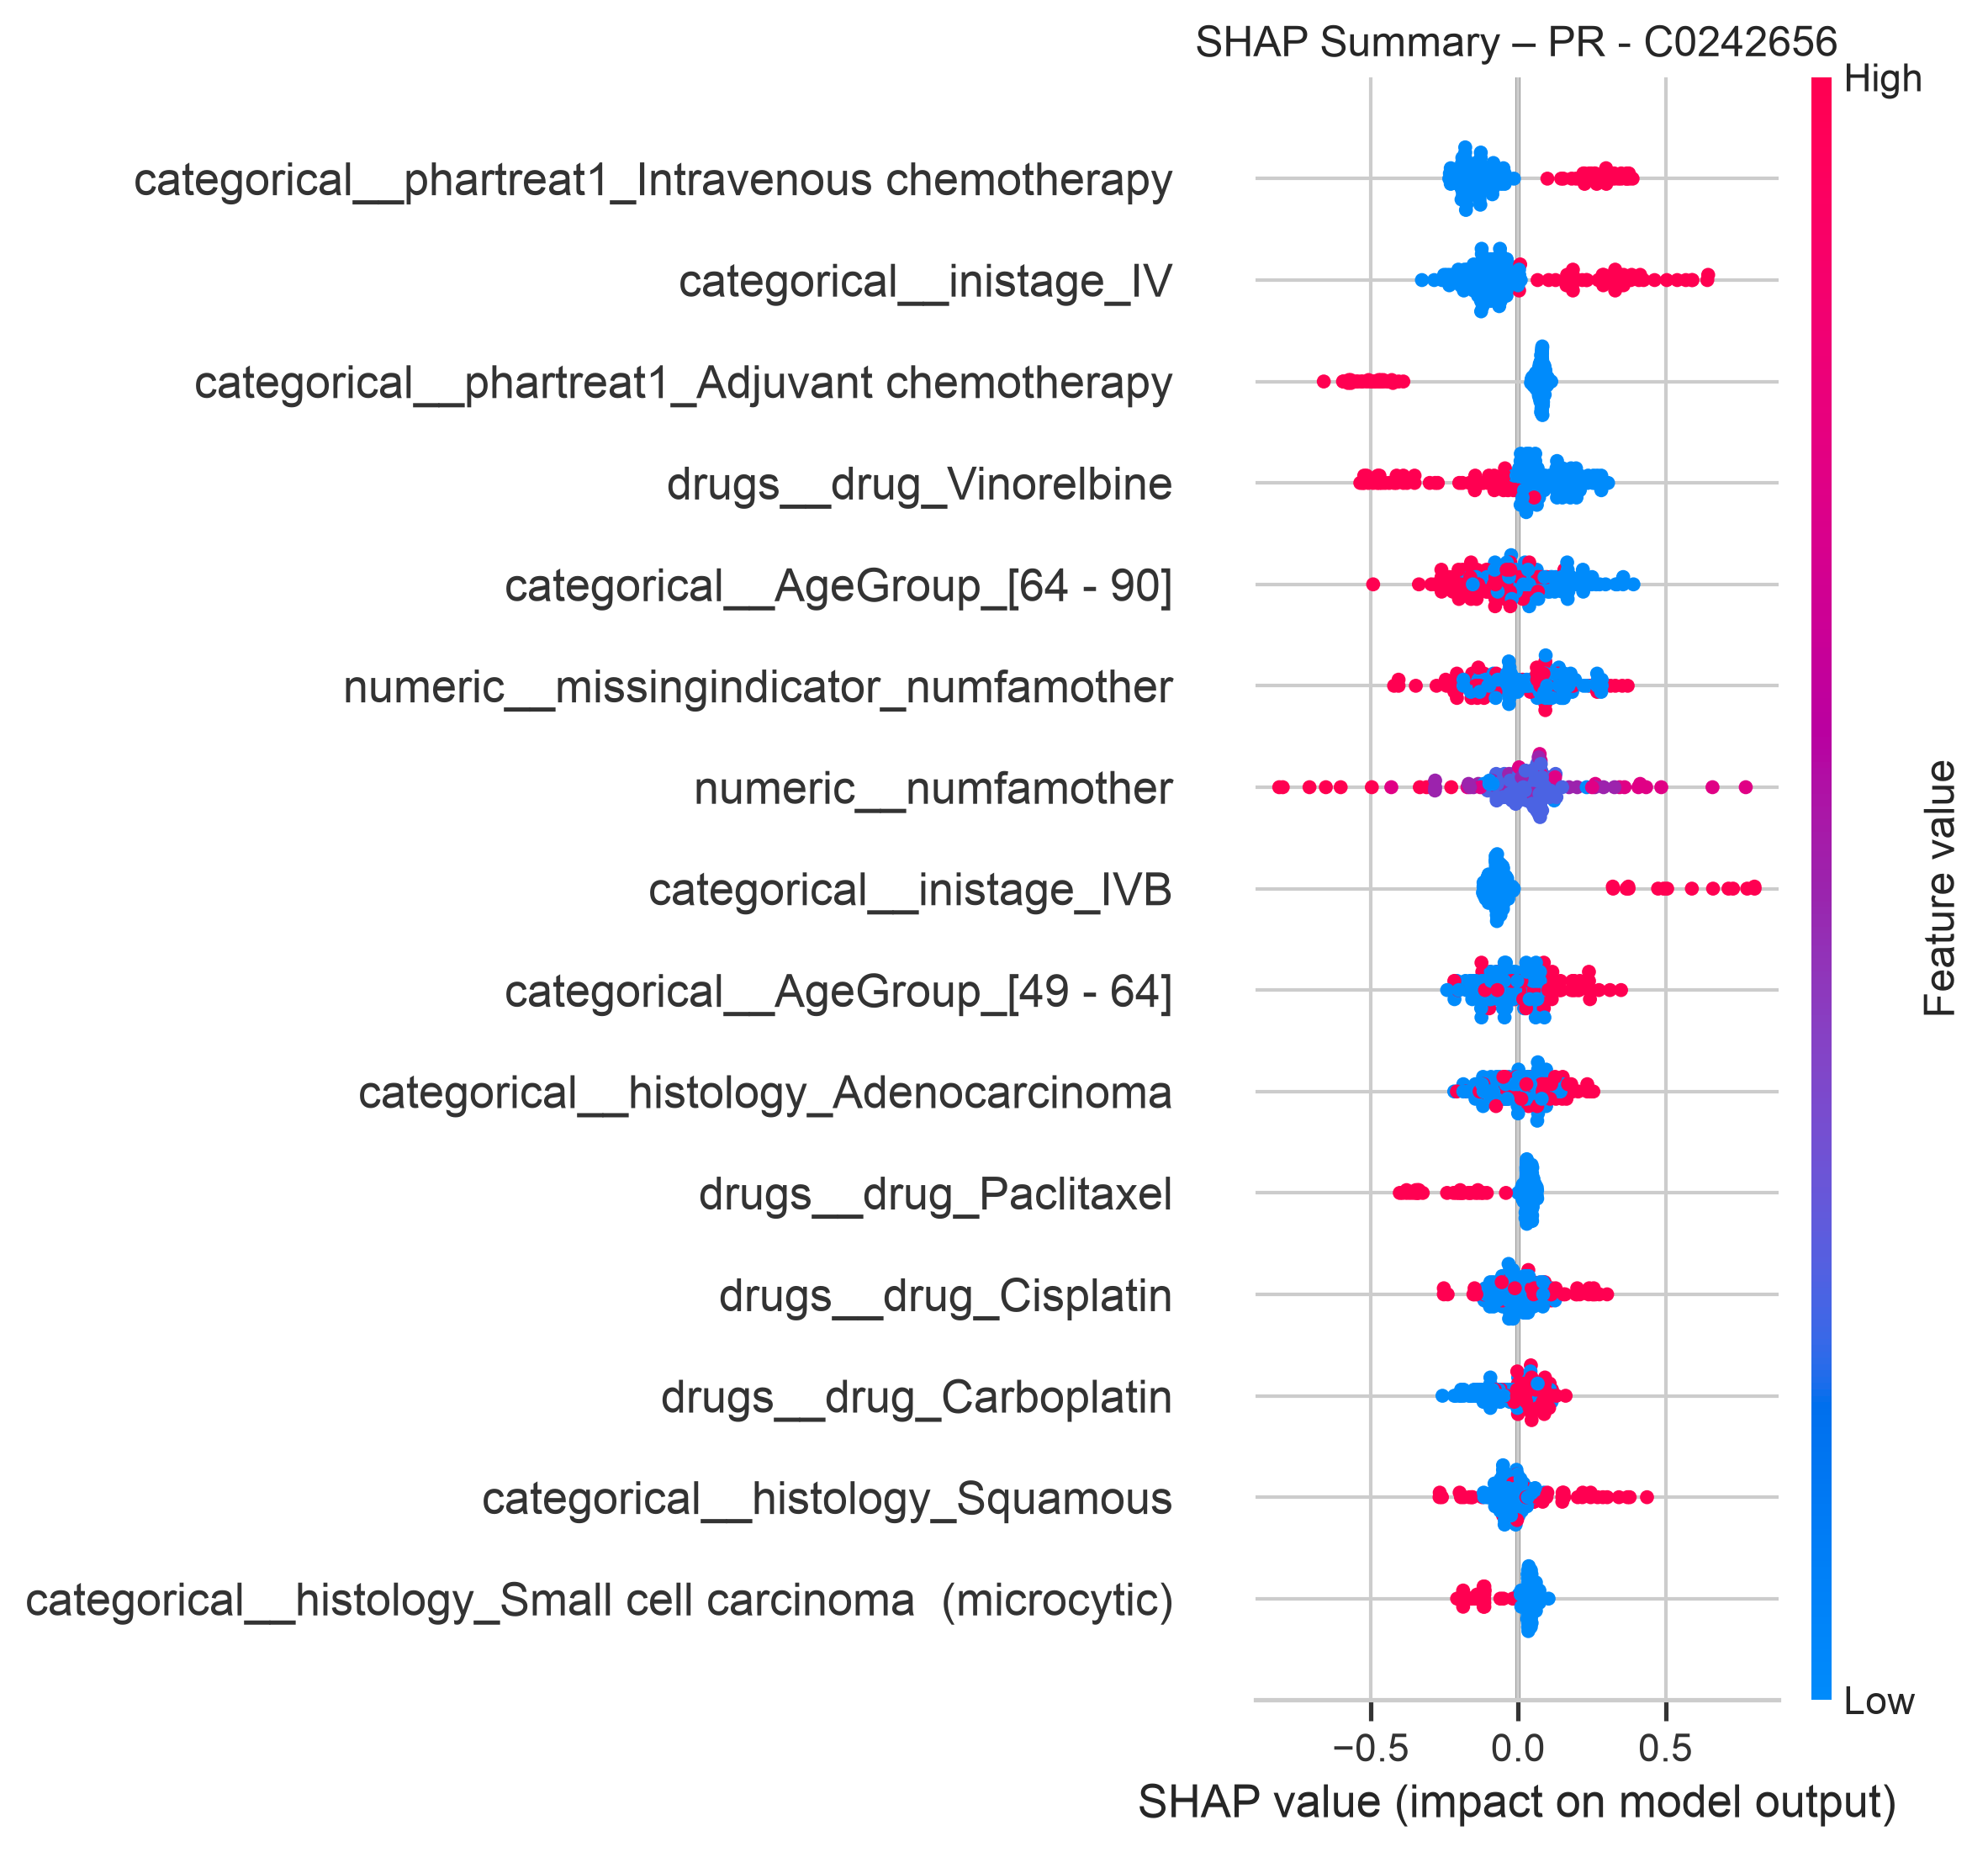 SHAP Summary – PR - C0242656
High
categorical__phartreat1_Intravenous chemotherapy
categorical__inistage_IV
categorical__phartreat1_Adjuvant chemotherapy
drugs__drug_Vinorelbine
categorical__AgeGroup_[64 - 90]
numeric__missingindicator_numfamother
numeric__numfamother
categorical__inistage_IVB
categorical__AgeGroup_[49 - 64]
categorical__histology_Adenocarcinoma
drugs__drug_Paclitaxel
drugs__drug_Cisplatin
drugs__drug_Carboplatin
categorical__histology_Squamous
categorical__histology_Small cell carcinoma  (microcytic)
Feature value
Low
−0.5 0.0 0.5
SHAP value (impact on model output)